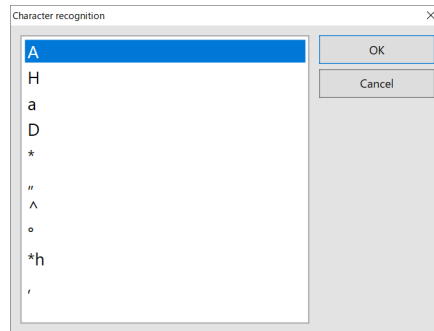 Character recognition
A
OK
H
Cancel
a
D
*
„
^
°
*h
,